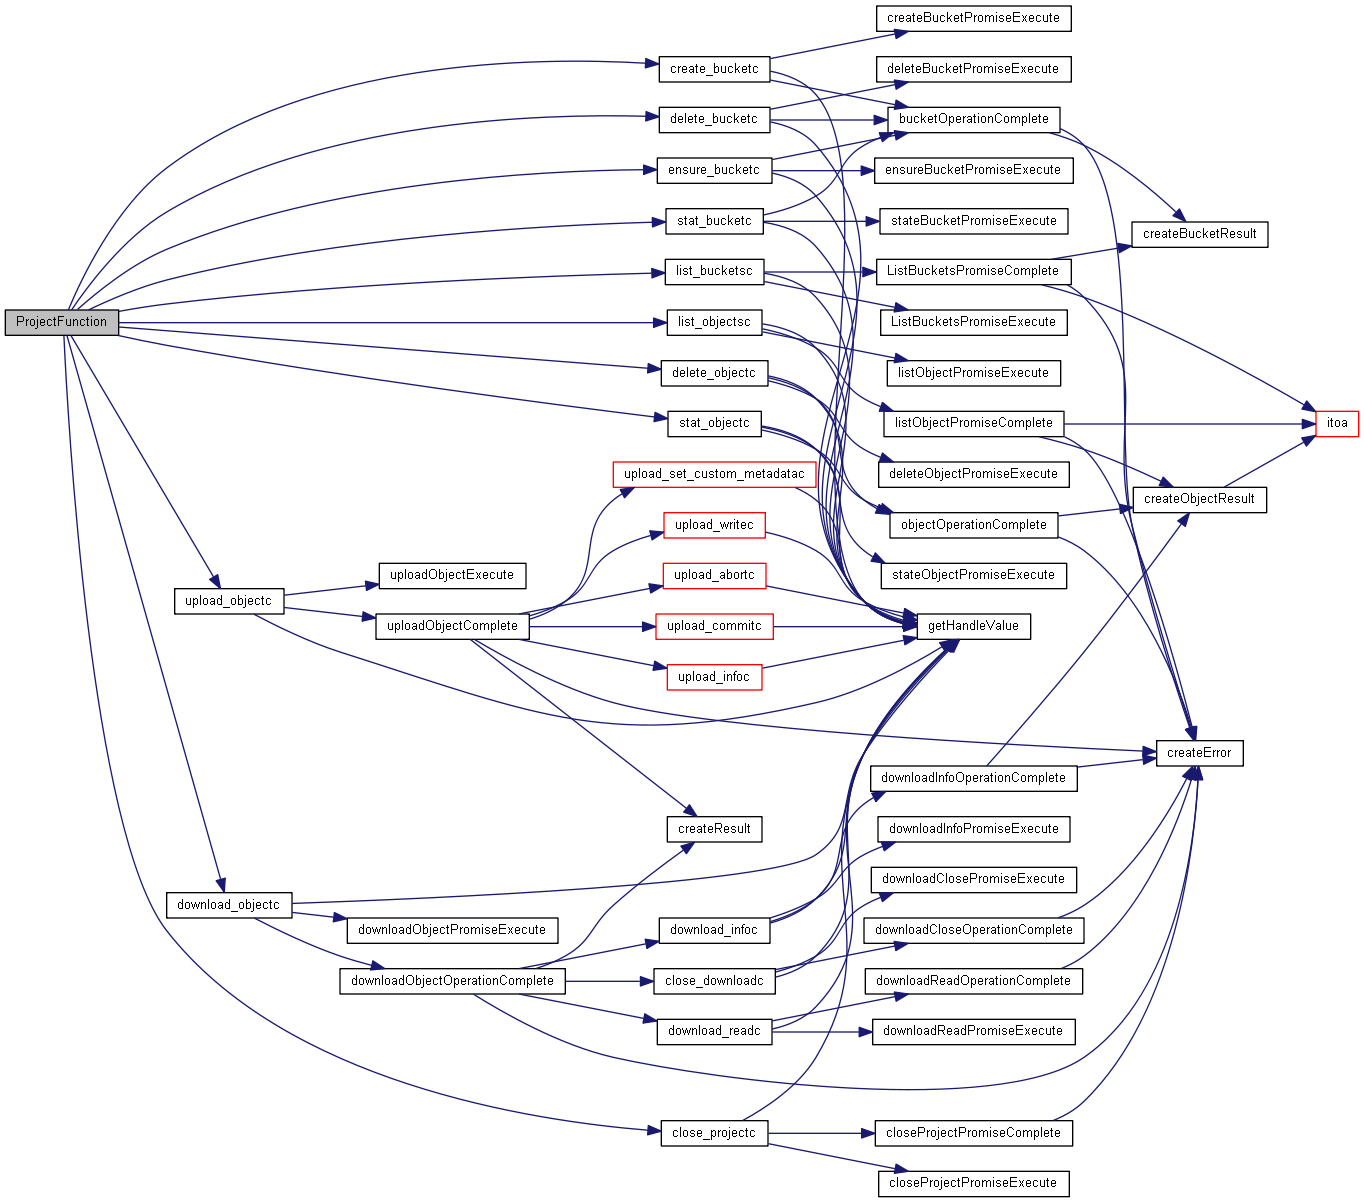 createBucketPromiseExecute
create_bucketc
deleteBucketPromiseExecute
delete_bucketc
bucketOperationComplete
ensure_bucketc
ensureBucketPromiseExecute
stat_bucketc
stateBucketPromiseExecute
createBucketResult
list_bucketsc
ListBucketsPromiseComplete
ProjectFunction
list_objectsc
ListBucketsPromiseExecute
delete_objectc
listObjectPromiseExecute
stat_objectc
listObjectPromiseComplete
itoa
upload_set_custom_metadatac
deleteObjectPromiseExecute
createObjectResult
upload_writec
objectOperationComplete
uploadObjectExecute
upload_abortc
stateObjectPromiseExecute
upload_objectc
uploadObjectComplete
upload_commitc
getHandleValue
upload_infoc
createError
downloadInfoOperationComplete
createResult
downloadInfoPromiseExecute
downloadClosePromiseExecute
download_objectc
downloadObjectPromiseExecute
download_infoc
downloadCloseOperationComplete
downloadObjectOperationComplete
close_downloadc
downloadReadOperationComplete
download_readc
downloadReadPromiseExecute
close_projectc
closeProjectPromiseComplete
closeProjectPromiseExecute